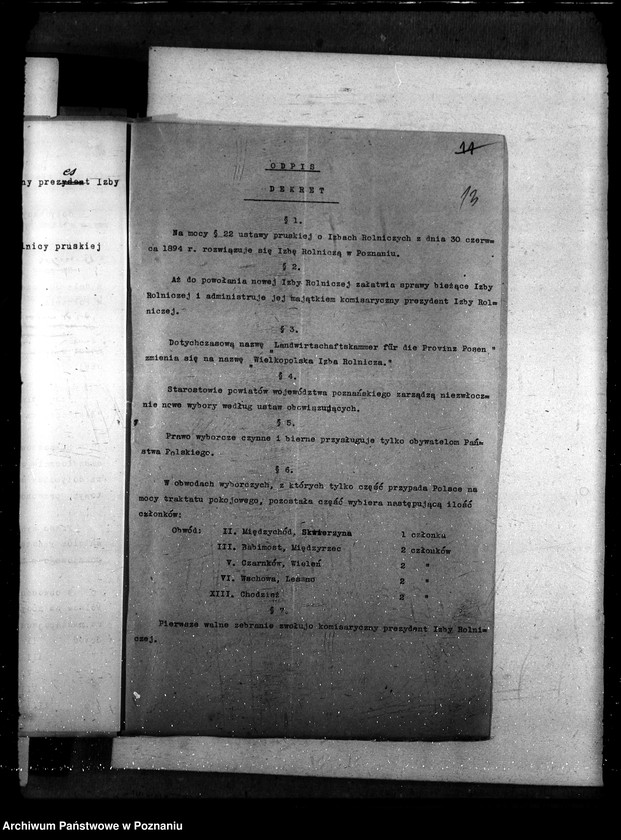 es
ny prezydent Izby
nicy pruskiej
11
13
ODPIS
DEKRET
§ 1.
Na mocy § 22 ustawy pruskiej o Izbach Rolniczych z dnia 30 czerw=
ca 1894 r. rozwiązuje się Izbę Rolniczą w Poznaniu.
§ 2.
Aż do powołania nowej Izby Rolniczej załatwia sprawy bieżące Izby
Rolniczej i administruje jej majątkiem komisaryczny prezydent Izby Rol=
niczej.
§ 3.
Dotychczasową nazwę „Landwirtschaftskammer für die Provinz Posen "
zmienia się na nazwę „Wielkopolska Izba Rolnicza."
§ 4.
Starostowie powiatów województwa poznańskiego zarządzą niezwłocz=
nie nowe wybory według ustaw obowiązujących.
§ 5.
Prawo wyborcze czynne i bierne przysługuje tylko obywatelom Pań=
stwa Polskiego.
§ 6.
W obwodach wyborczych, z których tylko część przypada Polsce na
mocy traktatu pokojowego, pozostała część wybiera następującą ilość
członków:
Obwód: II. Międzychód, Skwierzyna 1 członku
III. Babimost, Międzyrzec 2 członków
V. Czarnków, Wieleń 2 "
VI. Wschowa, Leszno 2 "
XIII. Chodzież 2 "
§ 7.
Pierwsze walne zebranie zwołuje komisaryczny prezydent Izby Rolni=
czej.
Archiwum Państwowe w Poznaniu